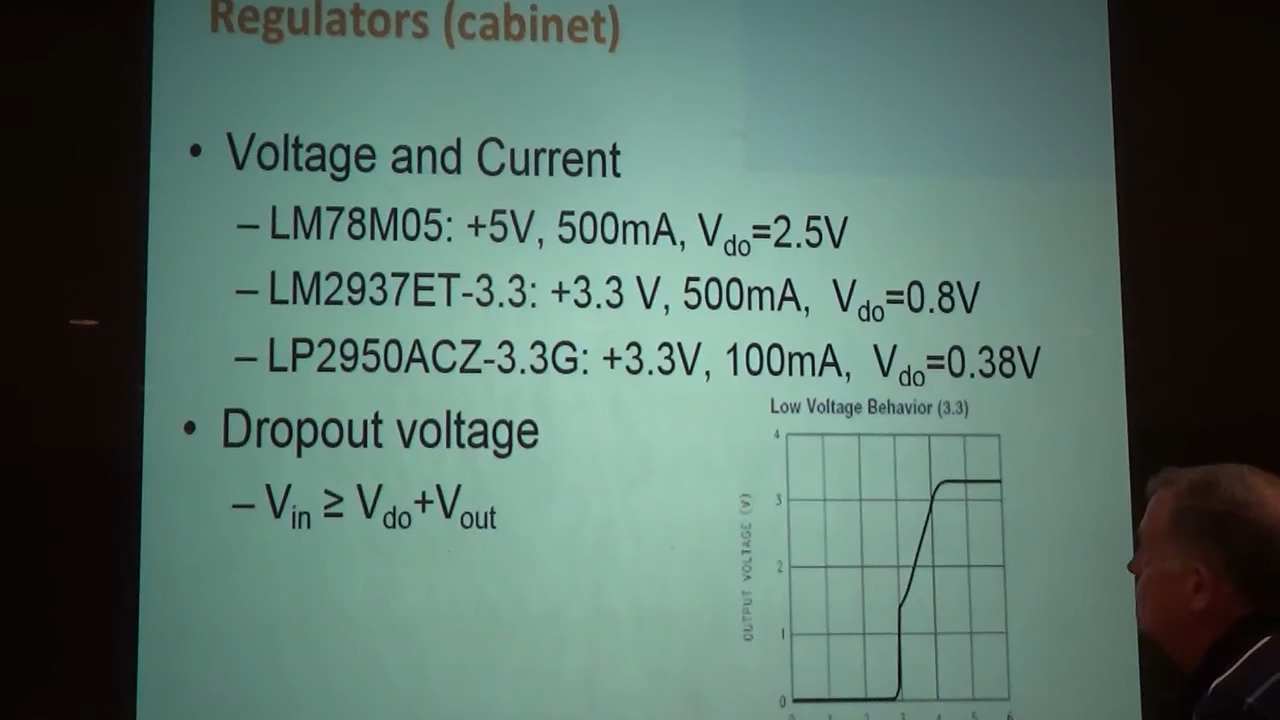 Regulators (cabinet)
• Voltage and Current
– LM78M05: +5V, 500mA, Vdo=2.5V
– LM2937ET-3.3: +3.3 V, 500mA, Vdo=0.8V
– LP2950ACZ-3.3G: +3.3V, 100mA, Vdo=0.38V
• Dropout voltage
– Vin ≥ Vdo+Vout
Low Voltage Behavior (3.3)
OUTPUT VOLTAGE (V)
4
3
2
1
0